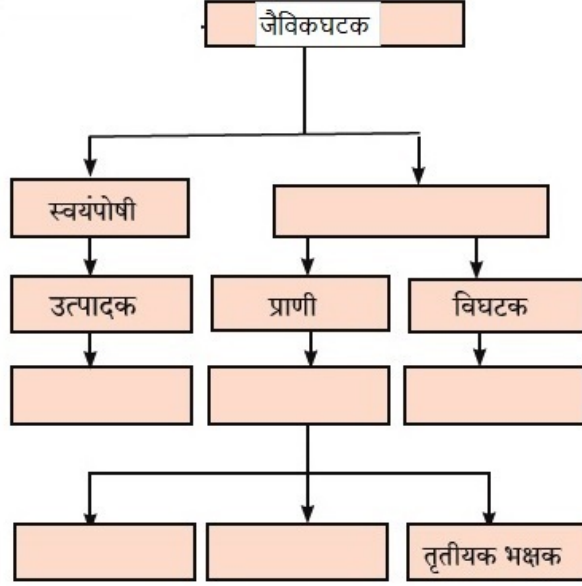 जैविकघटक
स्वयंपोषी
उत्पादक
प्राणी
विघटक
तृतीयक भक्षक